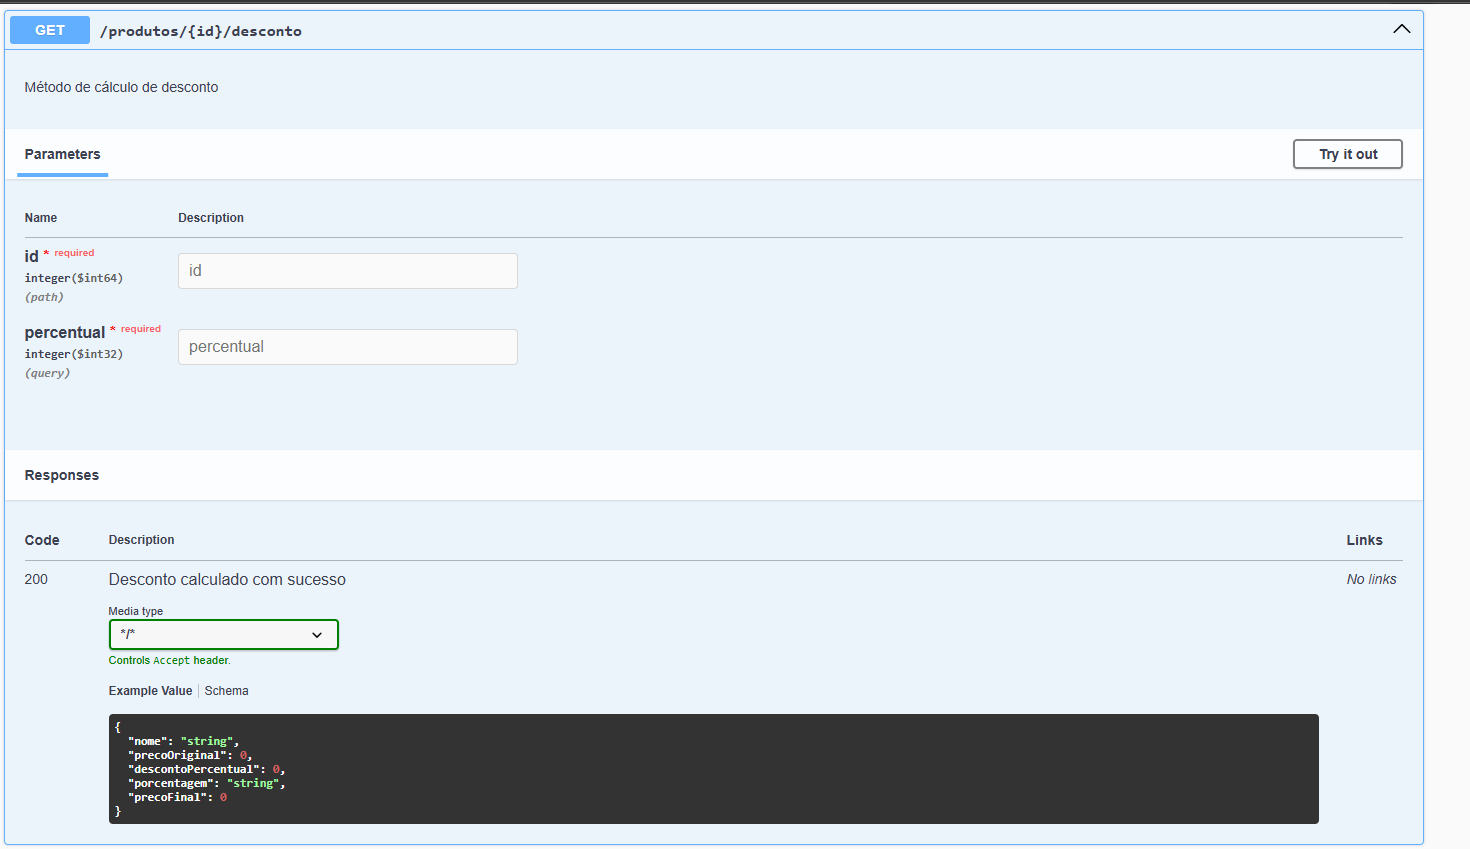 GET /produtos/{id}/desconto
Método de cálculo de desconto
Parameters
Try it out
Name Description
id * required
integer($int64)
(path)
id
percentual * required
integer($int32)
(query)
percentual
Responses
Code Description Links
200 Desconto calculado com sucesso No links
Media type
*/*
Controls Accept header.
Example Value Schema
{
"nome": "string",
"precoOriginal": 0,
"descontoPercentual": 0,
"porcentagem": "string",
"precoFinal": 0
}